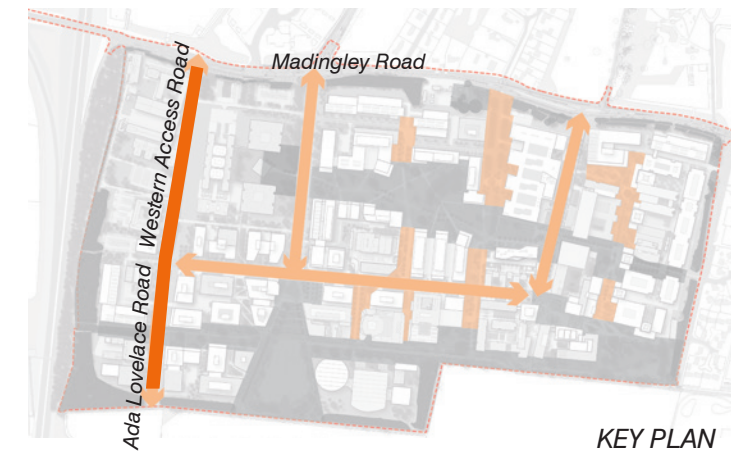 Madingley Road
Western Access Road
Ada Lovelace Road
KEY PLAN